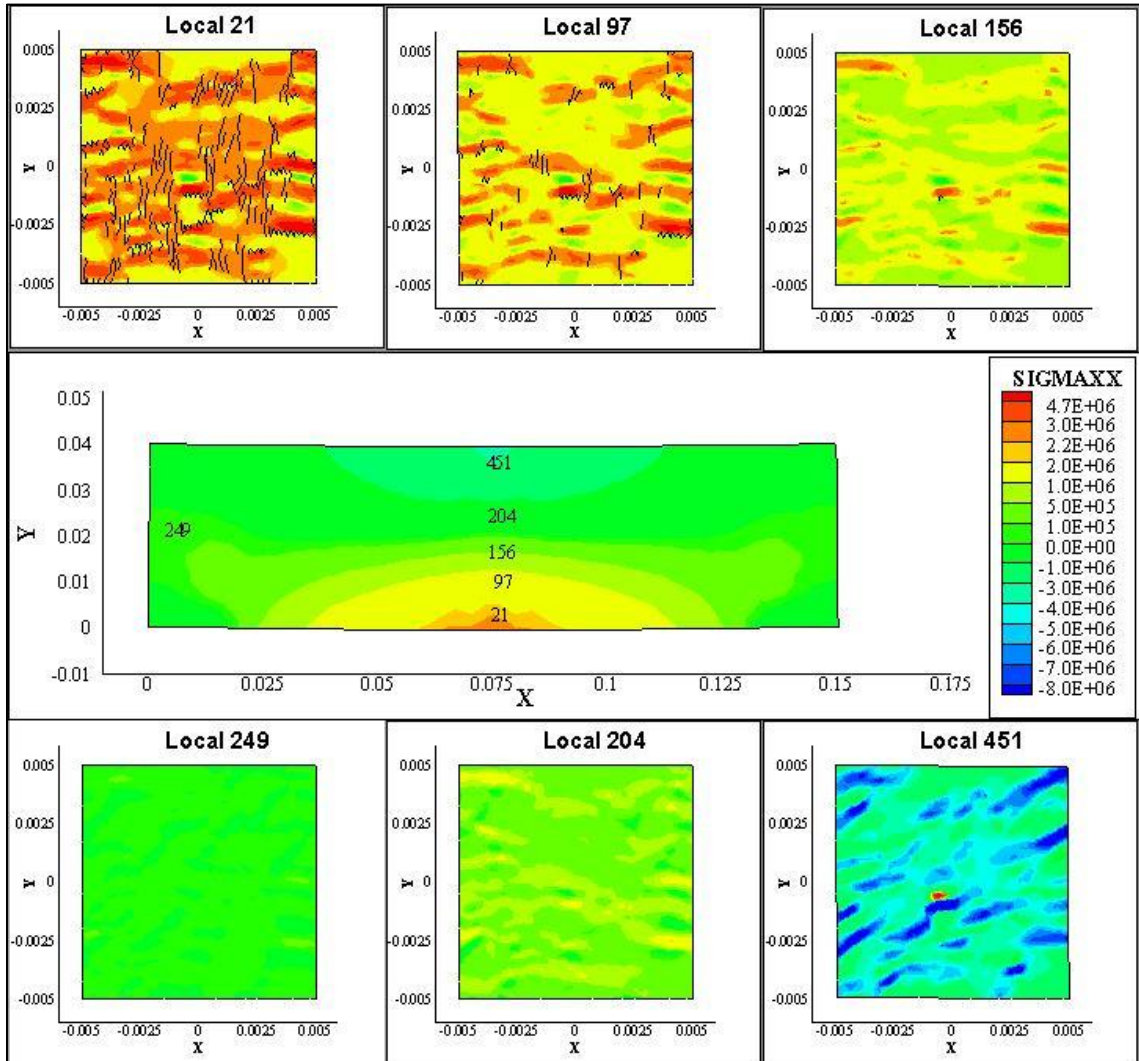 Local 21
0.005
0.0025
Y 0
-0.0025
-0.005
-0.005 -0.0025 0 0.0025 0.005
X
Local 97
0.005
0.0025
Y 0
-0.0025
-0.005
-0.005 -0.0025 0 0.0025 0.005
X
Local 156
0.005
0.0025
Y 0
-0.0025
-0.005
-0.005 -0.0025 0 0.0025 0.005
X
0.05
0.04
0.03
0.02
0.01
0
-0.01
Y
451
204
249
156
97
21
0 0.025 0.05 0.075 0.1 0.125 0.15 0.175
X
SIGMAXX
4.7E+06
3.0E+06
2.2E+06
2.0E+06
1.0E+06
5.0E+05
1.0E+05
0.0E+00
-1.0E+06
-3.0E+06
-4.0E+06
-5.0E+06
-6.0E+06
-7.0E+06
-8.0E+06
Local 249
0.005
0.0025
Y 0
-0.0025
-0.005
-0.005 -0.0025 0 0.0025 0.005
X
Local 204
0.005
0.0025
Y 0
-0.0025
-0.005
-0.005 -0.0025 0 0.0025 0.005
X
Local 451
0.005
0.0025
Y 0
-0.0025
-0.005
-0.005 -0.0025 0 0.0025 0.005
X